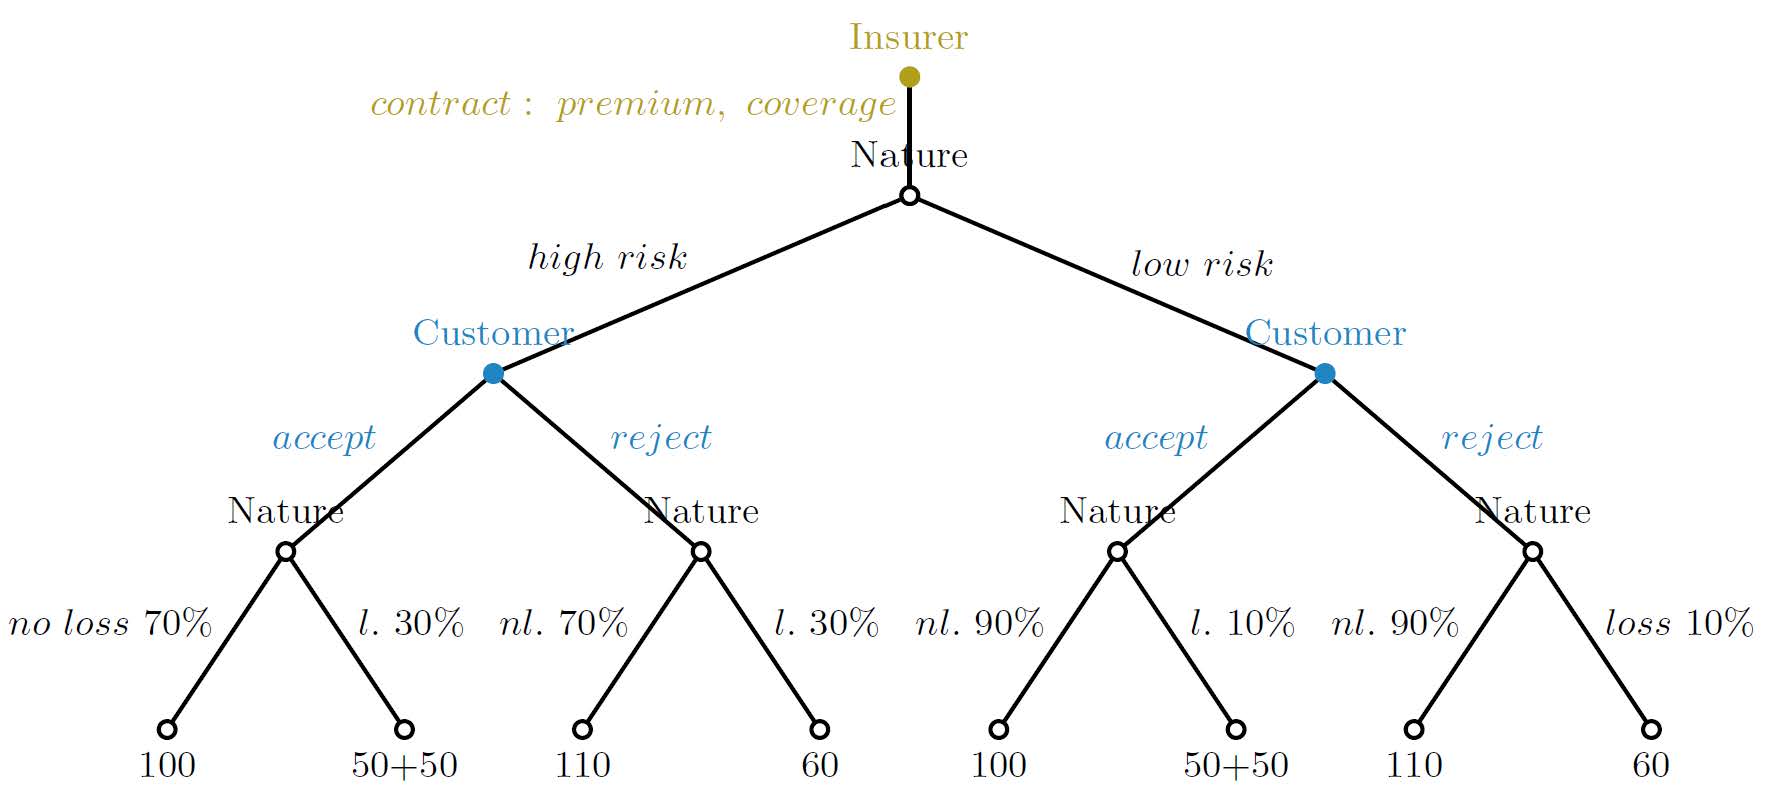 Insurer
contract : premium, coverage
Nature
high risk
low risk
Customer
Customer
accept
reject
accept
reject
Nature
Nature
Nature
Nature
no loss 70%
l. 30%
nl. 70%
l. 30%
nl. 90%
l. 10%
nl. 90%
loss 10%
100
50+50
110
60
100
50+50
110
60